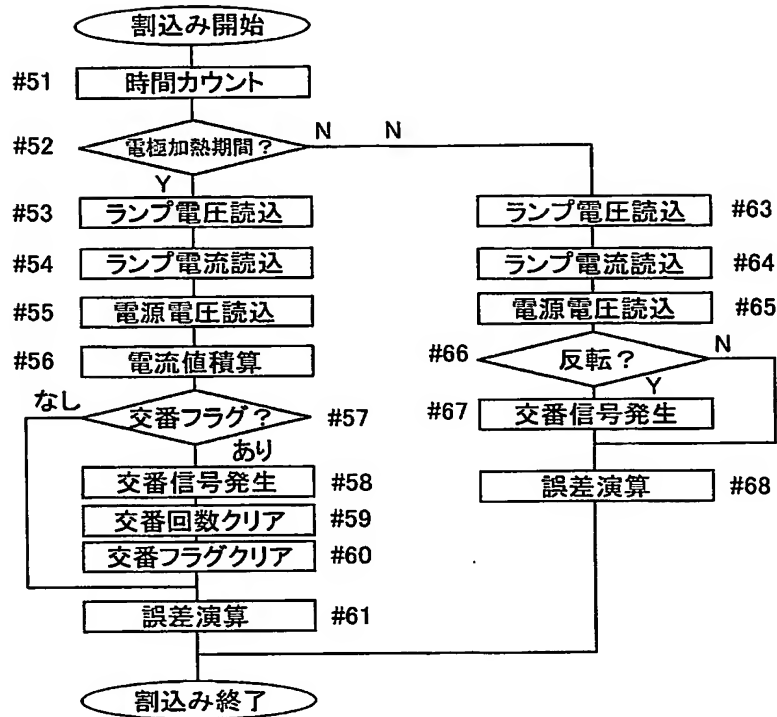 割込み開始
#51 時間カウント
#52 電極加熱期間? N N
Y
#53 ランプ電圧読込
#54 ランプ電流読込
#55 電源電圧読込
#56 電流値積算
なし 交番フラグ? #57
あり
交番信号発生 #58
交番回数クリア #59
交番フラグクリア #60
誤差演算 #61
ランプ電圧読込 #63
ランプ電流読込 #64
電源電圧読込 #65
#66 反転? N
Y
#67 交番信号発生
誤差演算 #68
割込み終了